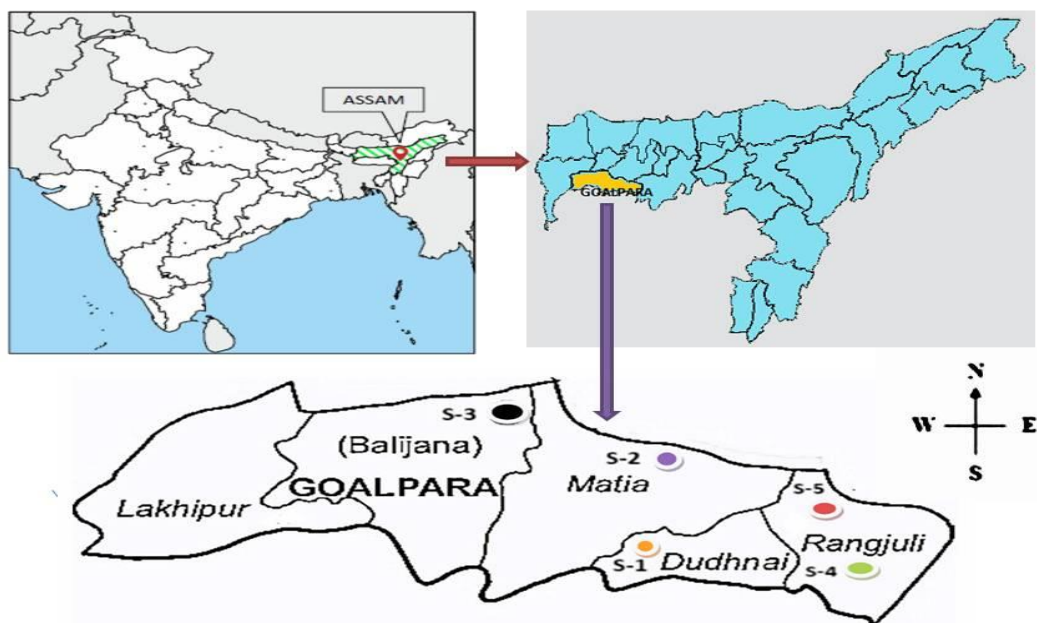 ASSAM
GOALPARA
N
W E
S
S-3
(Balijana)
GOALPARA
Lakhipur
S-2
Matia
S-5
Rangjuli
S-4
S-1
Dudhnai